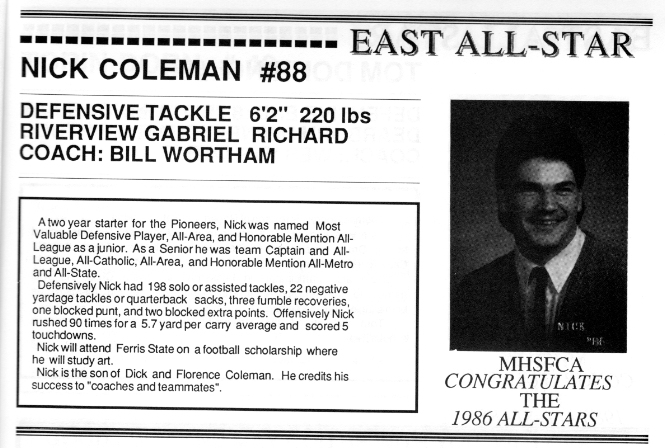 EAST ALL-STAR
NICK COLEMAN #88
DEFENSIVE TACKLE 6'2" 220 lbs
RIVERVIEW GABRIEL RICHARD
COACH: BILL WORTHAM
A two year starter for the Pioneers, Nick was named Most
Valuable Defensive Player, All-Area, and Honorable Mention All-
League as a junior. As a Senior he was team Captain and All-
League, All-Catholic, All-Area, and Honorable Mention All-Metro
and All-State.
Defensively Nick had 198 solo or assisted tackles, 22 negative
yardage tackles or quarterback sacks, three fumble recoveries,
one blocked punt, and two blocked extra points. Offensively Nick
rushed 90 times for a 5.7 yard per carry average and scored 5
touchdowns.
Nick will attend Ferris State on a football scholarship where
he will study art.
Nick is the son of Dick and Florence Coleman. He credits his
success to "coaches and teammates".
NICK
MHSFCA
CONGRATULATES
THE
1986 ALL-STARS